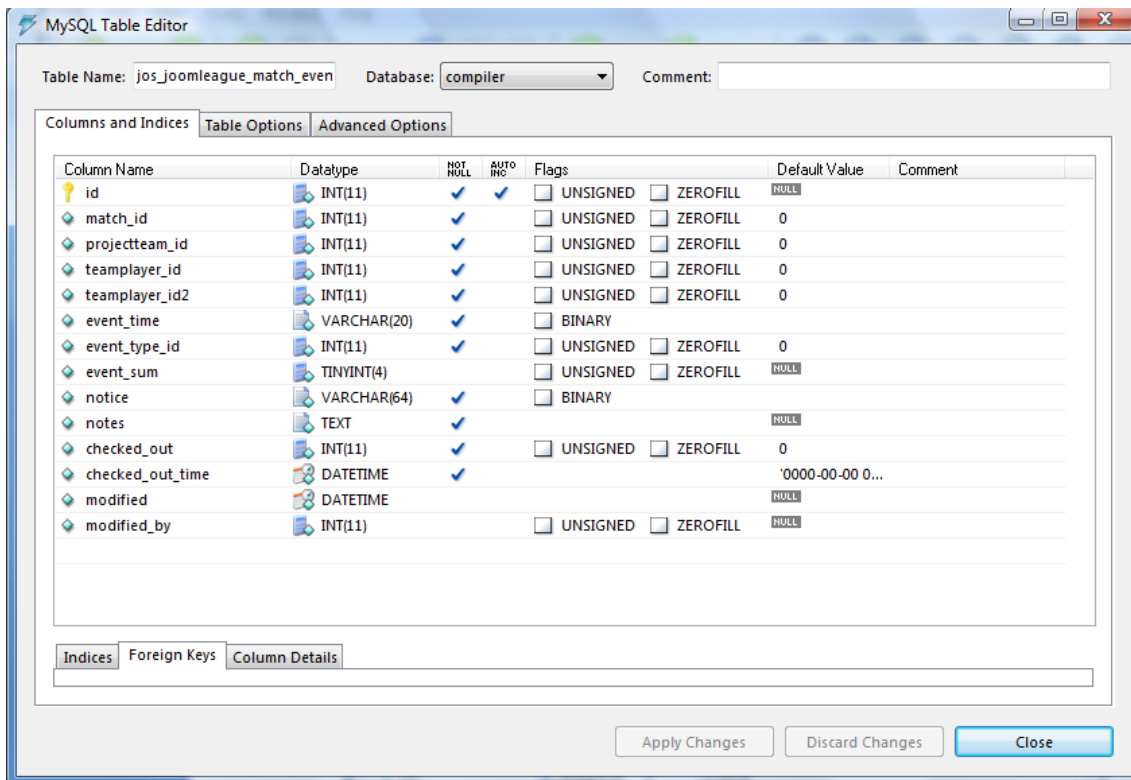 MySQL Table Editor
Table Name: jos_joomleague_match_even Database: compiler Comment:
Columns and Indices Table Options Advanced Options
Column Name Datatype NOT NULL AUTO INC Flags Default Value Comment
id INT(11) UNSIGNED ZEROFILL NULL
match_id INT(11) UNSIGNED ZEROFILL 0
projectteam_id INT(11) UNSIGNED ZEROFILL 0
teamplayer_id INT(11) UNSIGNED ZEROFILL 0
teamplayer_id2 INT(11) UNSIGNED ZEROFILL 0
event_time VARCHAR(20) BINARY
event_type_id INT(11) UNSIGNED ZEROFILL 0
event_sum TINYINT(4) UNSIGNED ZEROFILL NULL
notice VARCHAR(64) BINARY
notes TEXT NULL
checked_out INT(11) UNSIGNED ZEROFILL 0
checked_out_time DATETIME '0000-00-00 0...
modified DATETIME NULL
modified_by INT(11) UNSIGNED ZEROFILL NULL
Indices Foreign Keys Column Details
Apply Changes Discard Changes Close